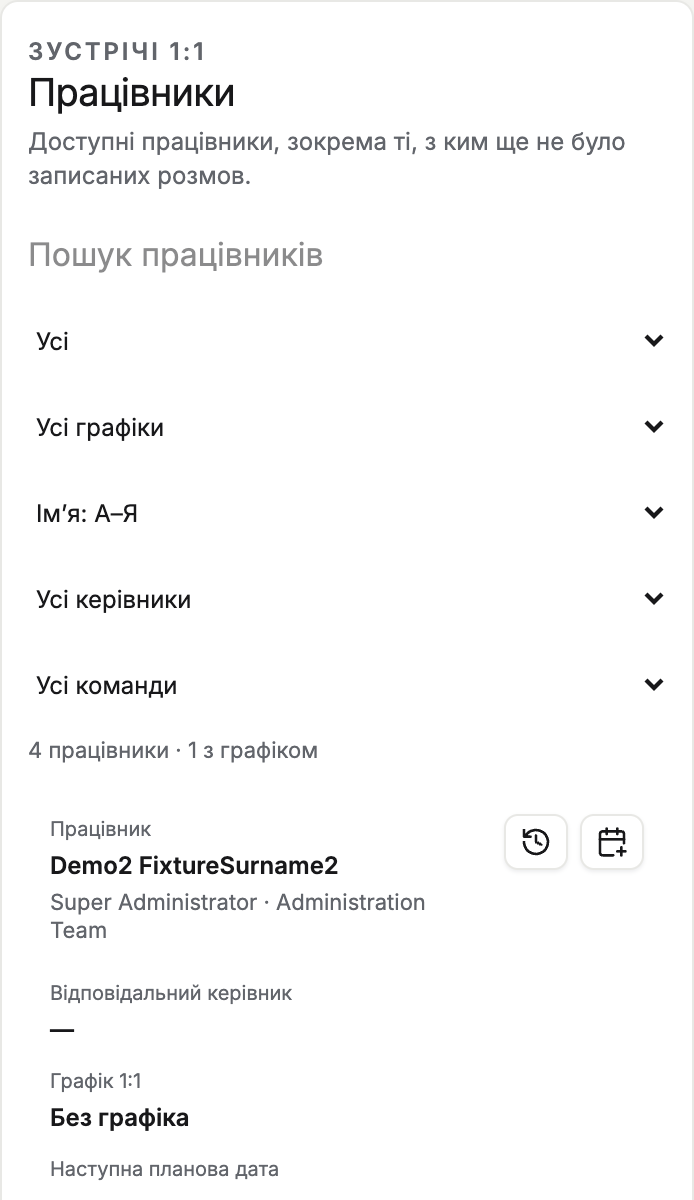 ЗУСТРІЧІ 1:1
Працівники
Доступні працівники, зокрема ті, з ким ще не було
записаних розмов.
Пошук працівників
Усі
Усі графіки
Ім’я: А–Я
Усі керівники
Усі команди
4 працівники · 1 з графіком
Працівник
Demo2 FixtureSurname2
Super Administrator · Administration
Team
Відповідальний керівник
—
Графік 1:1
Без графіка
Наступна планова дата